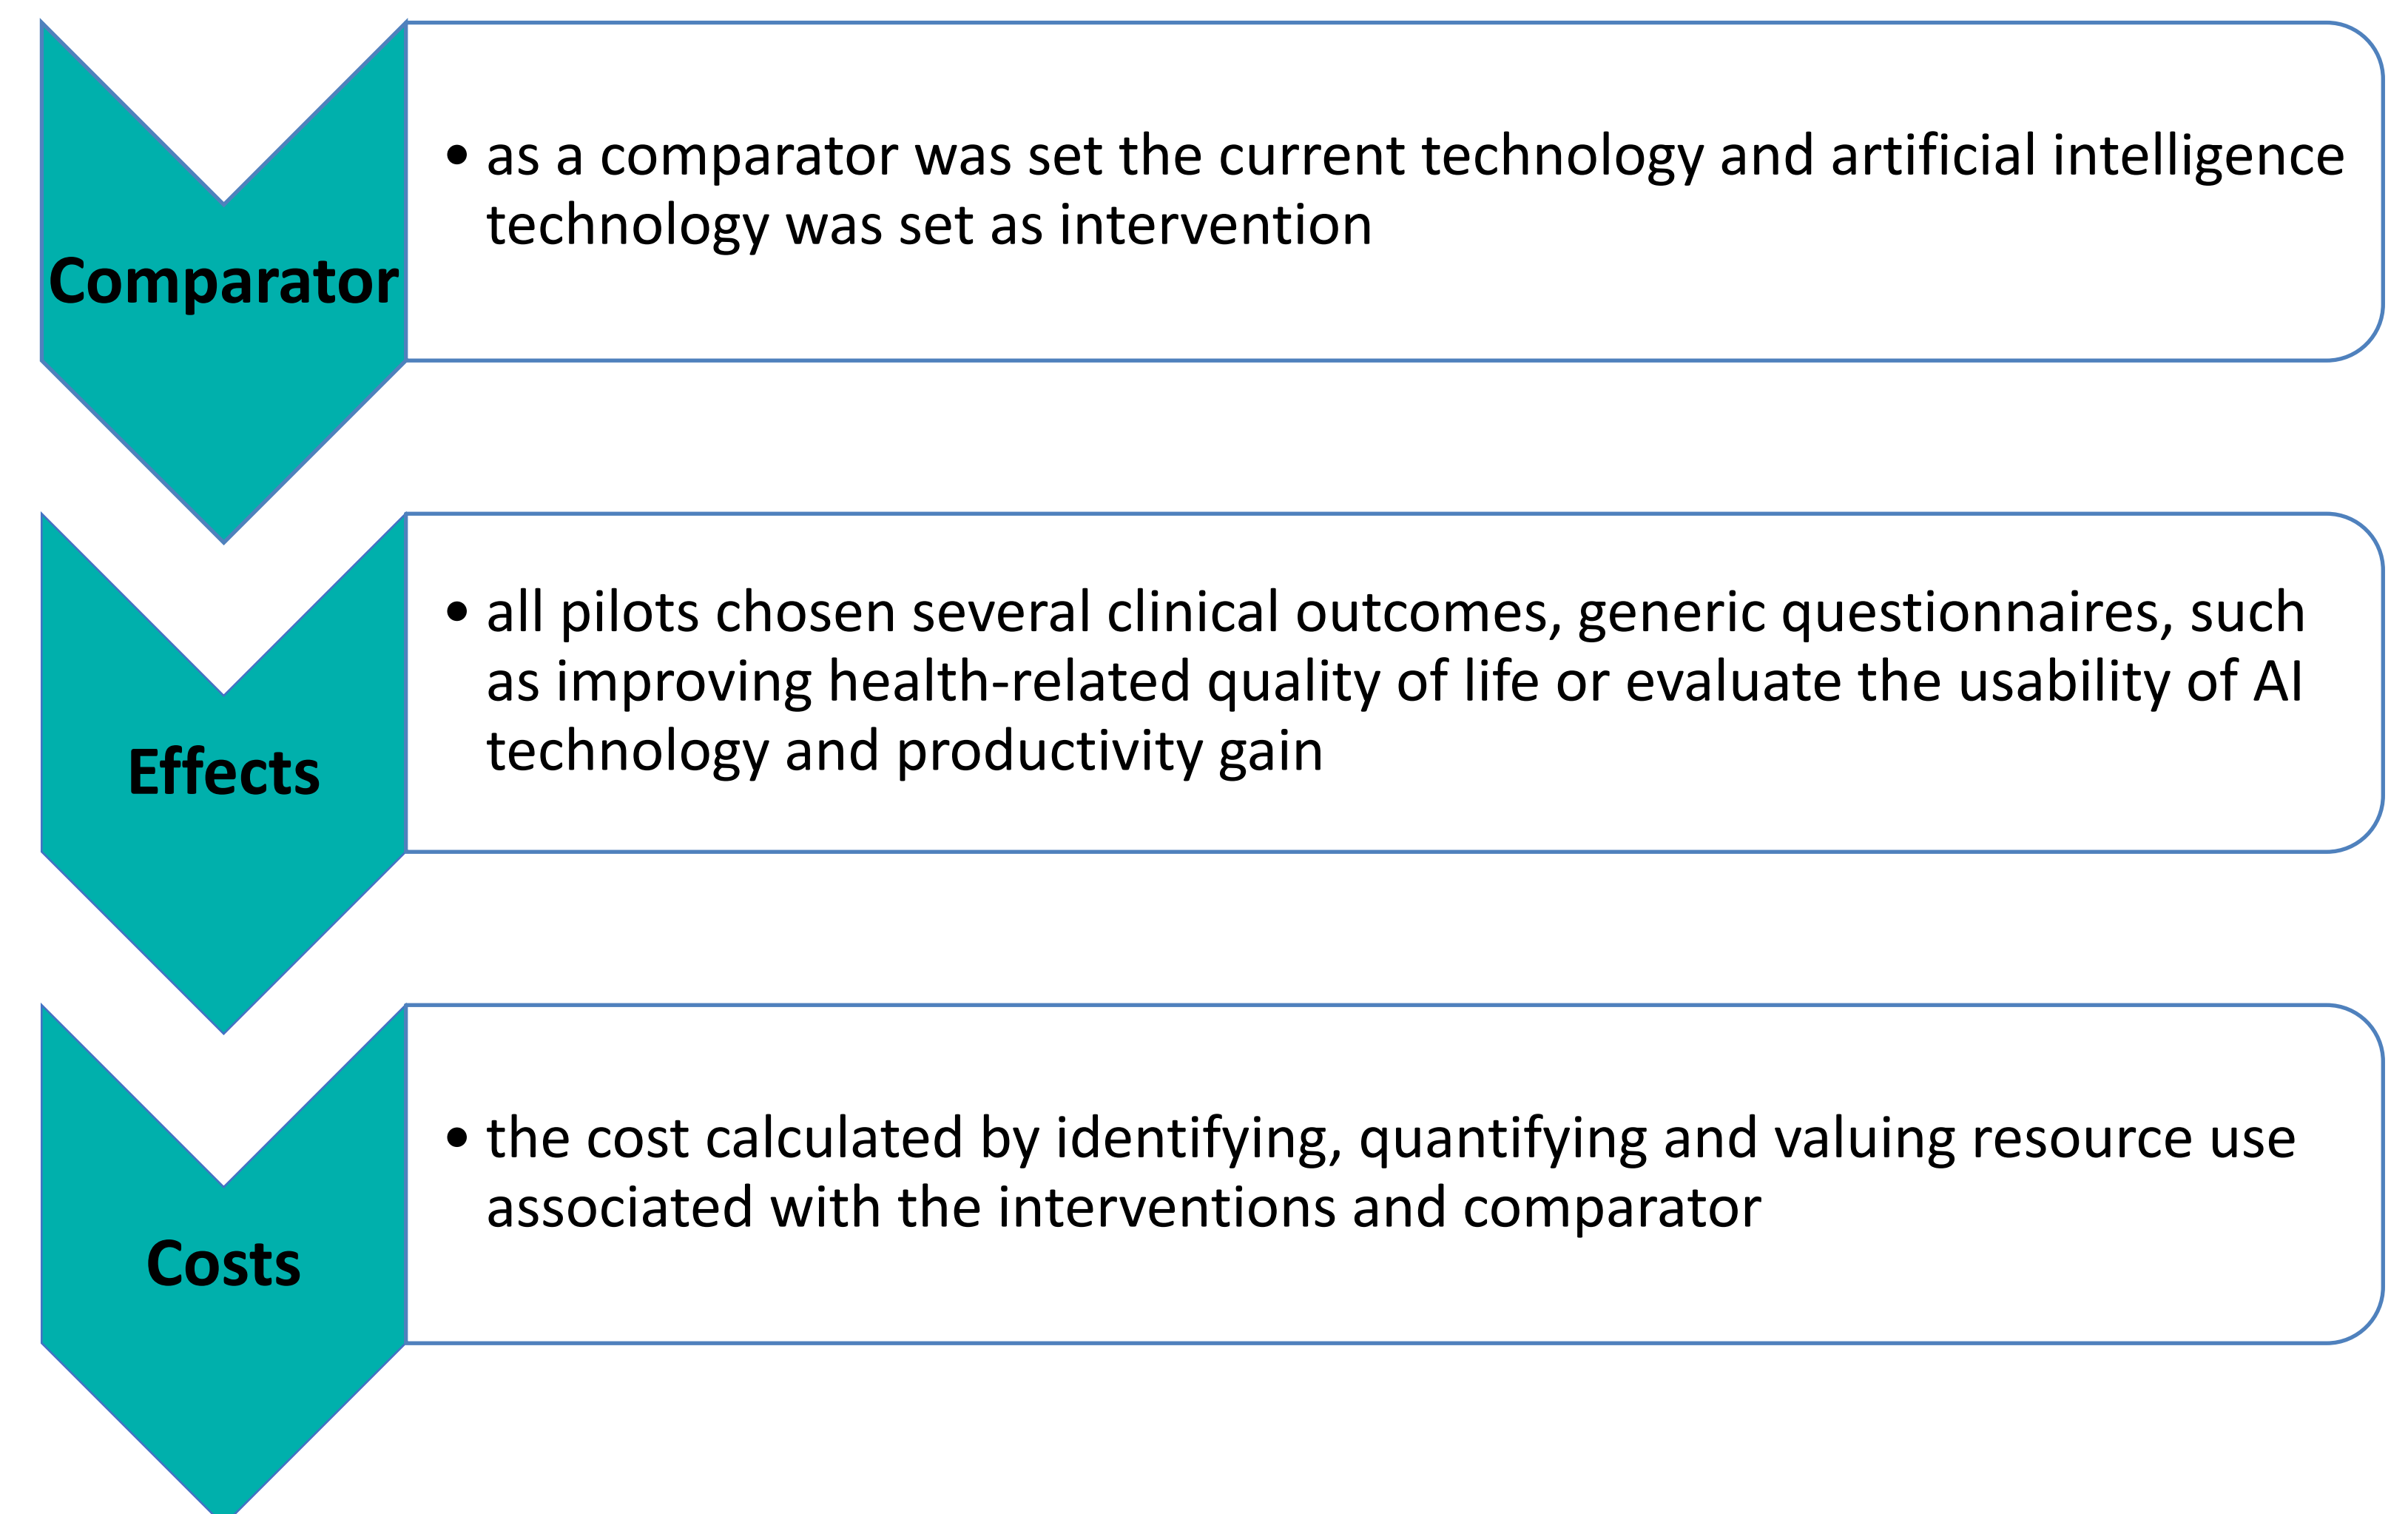 Comparator
• as a comparator was set the current technology and artificial intelligence
technology was set as intervention
Effects
• all pilots chosen several clinical outcomes, generic questionnaires, such
as improving health-related quality of life or evaluate the usability of AI
technology and productivity gain
Costs
• the cost calculated by identifying, quantifying and valuing resource use
associated with the interventions and comparator